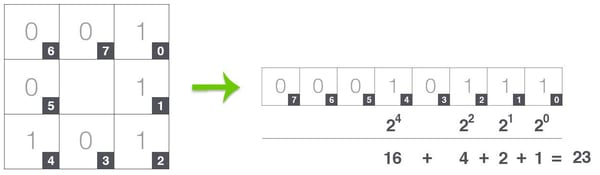 0 6 0 7 1 0
0 5 1 1
1 4 0 3 1 2
0 7 0 6 0 5 1 4 0 3 1 2 1 1 1 0
2⁴ 2² 2¹ 2⁰
16 + 4 + 2 + 1 = 23